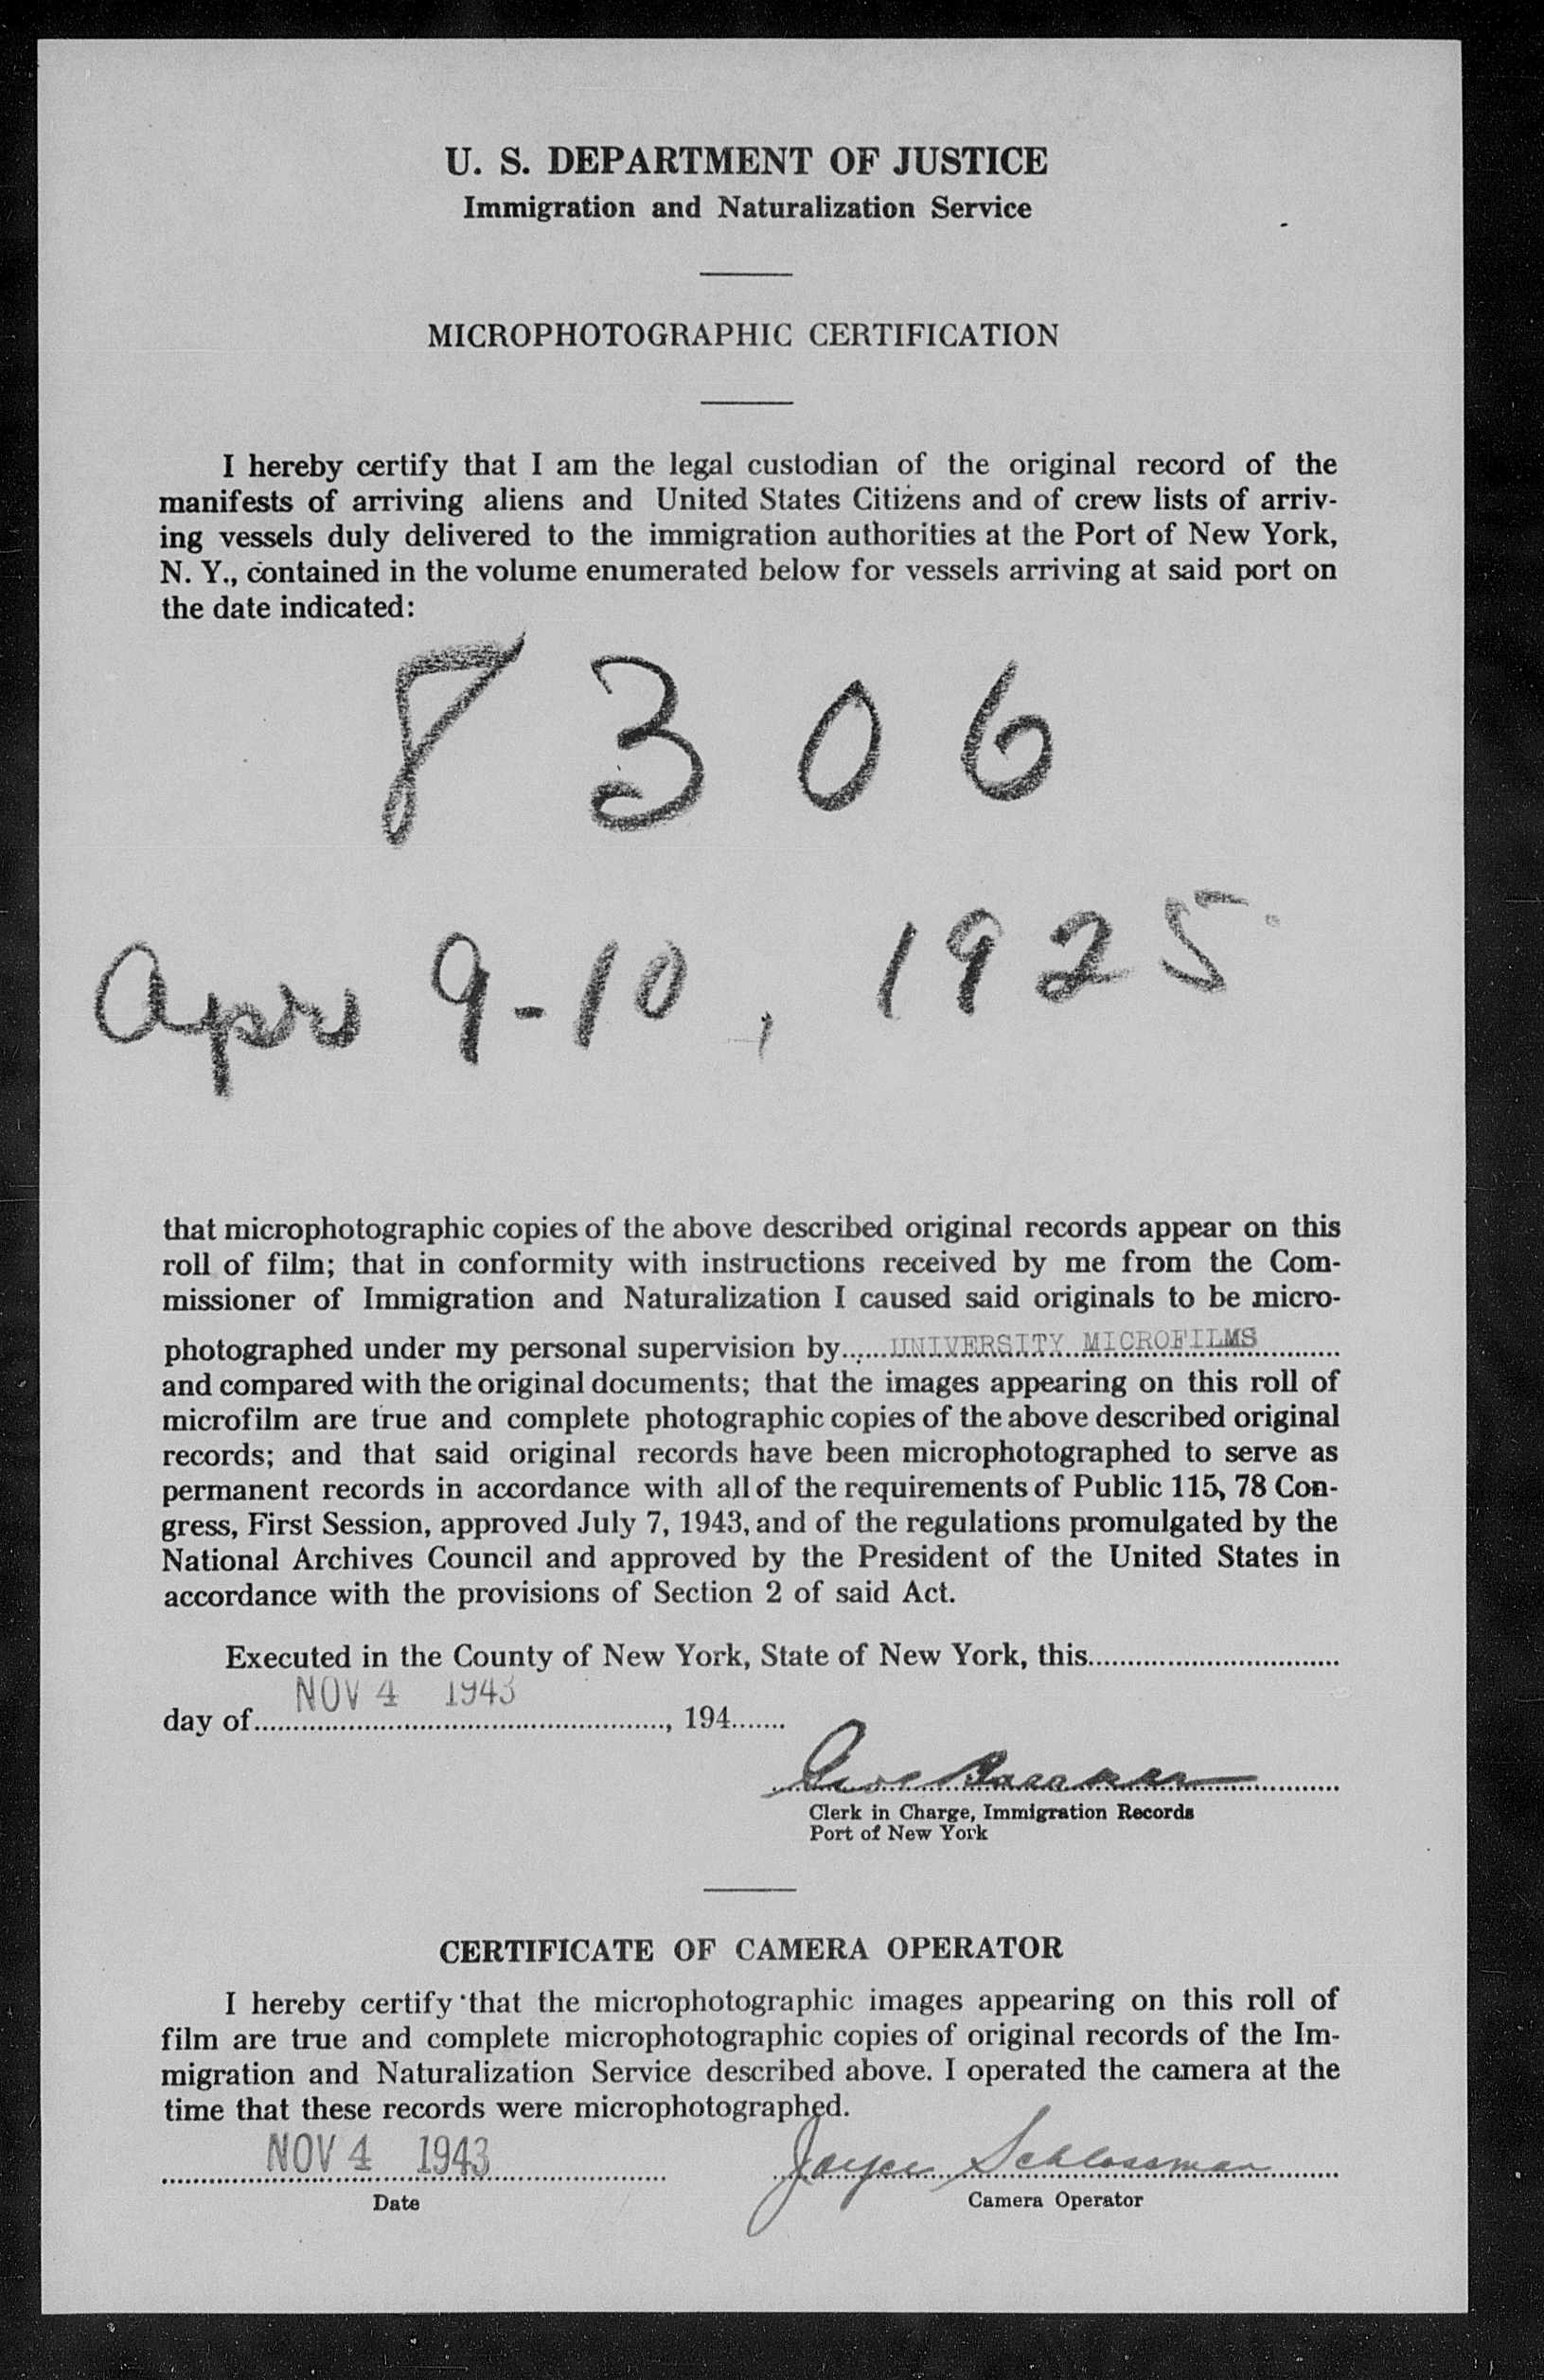 U. S. DEPARTMENT OF JUSTICE
Immigration and Naturalization Service
MICROPHOTOGRAPHIC CERTIFICATION
I hereby certify that I am the legal custodian of the original record of the
manifests of arriving aliens and United States Citizens and of crew lists of arriv-
ing vessels duly delivered to the immigration authorities at the Port of New York,
N. Y., contained in the volume enumerated below for vessels arriving at said port on
the date indicated:
8 3 0 6
Apr 9-10, 1925
that microphotographic copies of the above described original records appear on this
roll of film; that in conformity with instructions received by me from the Com-
missioner of Immigration and Naturalization I caused said originals to be micro-
photographed under my personal supervision by......UNIVERSITY MICROFILMS
and compared with the original documents; that the images appearing on this roll of
microfilm are true and complete photographic copies of the above described original
records; and that said original records have been microphotographed to serve as
permanent records in accordance with all of the requirements of Public 115, 78 Con-
gress, First Session, approved July 7, 1943, and of the regulations promulgated by the
National Archives Council and approved by the President of the United States in
accordance with the provisions of Section 2 of said Act.
Executed in the County of New York, State of New York, this................................
NOV 4 1943
day of......................................................, 194.......
Clerk in Charge, Immigration Records
Port of New York
CERTIFICATE OF CAMERA OPERATOR
I hereby certify that the microphotographic images appearing on this roll of
film are true and complete microphotographic copies of original records of the Im-
migration and Naturalization Service described above. I operated the camera at the
time that these records were microphotographed.
NOV 4 1943 Joyce Schlossman
Date Camera Operator